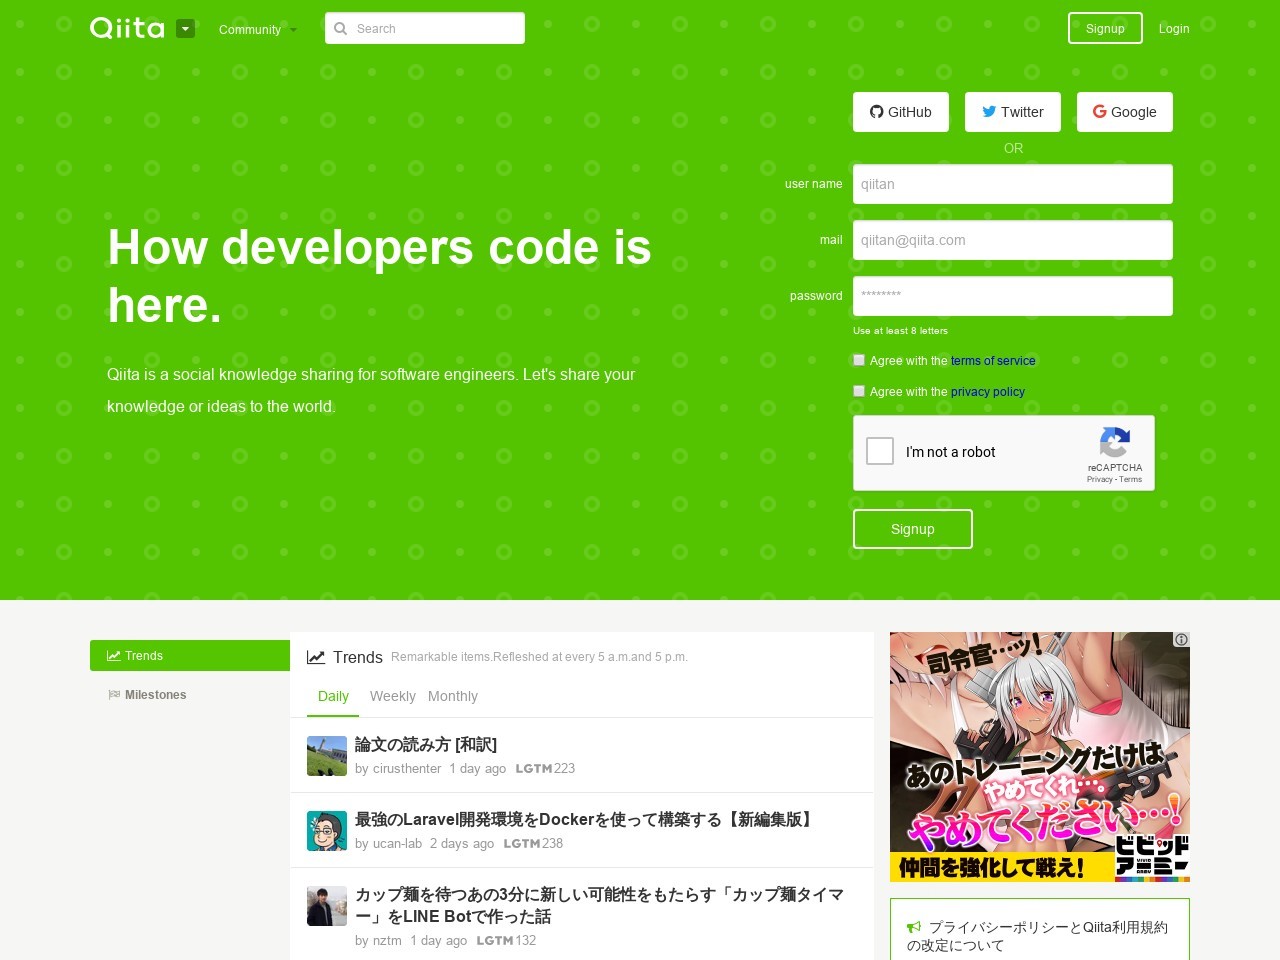 Qiita
Community
Search
Signup
Login
GitHub
Twitter
Google
OR
user name
qiitan
mail
qiitan@qiita.com
password
********
Use at least 8 letters
Agree with the terms of service
Agree with the privacy policy
I'm not a robot
reCAPTCHA
Privacy - Terms
Signup
How developers code is
here.
Qiita is a social knowledge sharing for software engineers. Let's share your
knowledge or ideas to the world.
Trends
Milestones
Trends Remarkable items.Refleshed at every 5 a.m.and 5 p.m.
Daily Weekly Monthly
論文の読み方 [和訳]
by cirusthenter 1 day ago LGTM 223
最強のLaravel開発環境をDockerを使って構築する【新編集版】
by ucan-lab 2 days ago LGTM 238
カップ麺を待つあの3分に新しい可能性をもたらす「カップ麺タイマ
ー」をLINE Botで作った話
by nztm 1 day ago LGTM 132
司令官…ッ!
あのトレーニングだけは
やめてくれ…。
やめてください…!
仲間を強化して戦え!
ビビッド
アーミー
VIVID ARMY
プライバシーポリシーとQiita利用規約
の改定について